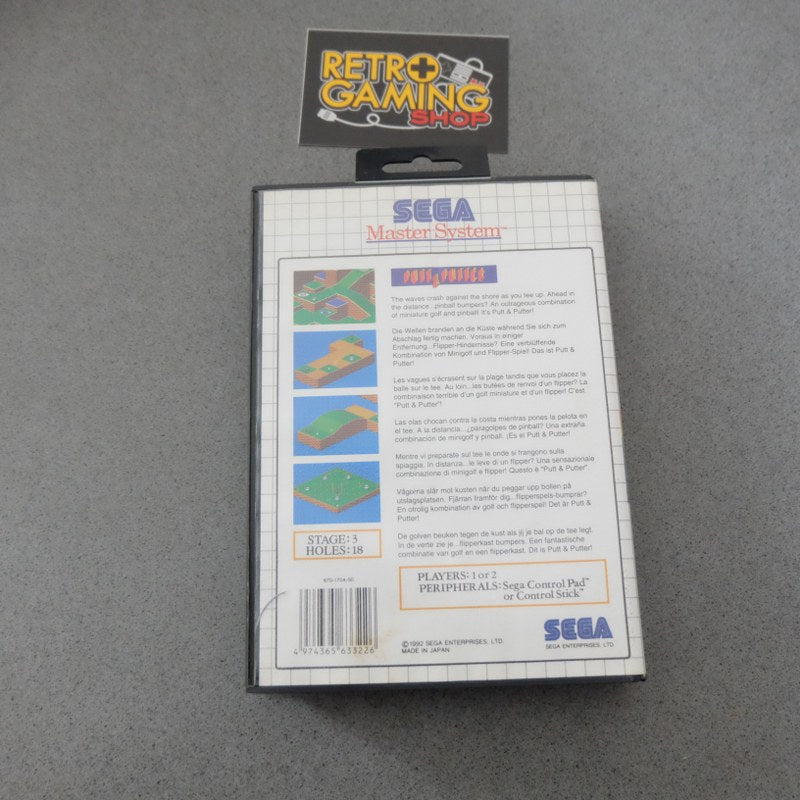 RETRO
GAMING
SHOP
SEGA
Master System™
PUTT & PUTTER
The waves crash against the shore as you tee up. Ahead in
the distance...pinball bumpers? An outrageous combination
of miniature golf and pinball! It's Putt & Putter!
Die Wellen branden an die Küste während Sie sich zum
Abschlag fertig machen. Voraus in einiger
Entfernung...Flipper-Hindernisse? Eine verblüffende
Kombination von Minigolf und Flipper-Spiel! Das ist Putt &
Putter!
Les vagues s'écrasent sur la plage tandis que vous placez la
balle sur le tee. Au loin...les butées de renvoi d'un flipper? La
combinaison terrible d'un golf miniature et d'un flipper! C'est
"Putt & Putter"!
Las olas chocan contra la costa mientras pones la pelota en
el tee. A la distancia...¿paragolpes de pinball? Una extraña
combinación de minigolf y pinball. ¡Es el Putt & Putter!
Mentre vi preparate sul tee le onde si frangono sulla
spiaggia. In distanza...le leve di un flipper? Una sensazionale
combinazione di minigolf e flipper! Questo è "Putt & Putter".
Vågorna slår mot kusten när du peggar upp bollen på
utslagsplatsen. Fjärran framför dig...flipperspels-bumprar?
En otrolig kombination av golf och flipperspel! Det är Putt &
Putter!
De golven beuken tegen de kust als jij je bal op de tee legt.
In de verte zie je...flipperkast bumpers. Een fantastische
combinatie van golf en een flipperkast. Dit is Putt & Putter!
STAGE: 3
HOLES: 18
PLAYERS: 1 or 2
PERIPHERALS: Sega Control Pad™
or Control Stick™
670-1704-50
4 974365 633226
©1992 SEGA ENTERPRISES, LTD.
MADE IN JAPAN
SEGA
SEGA ENTERPRISES, LTD.